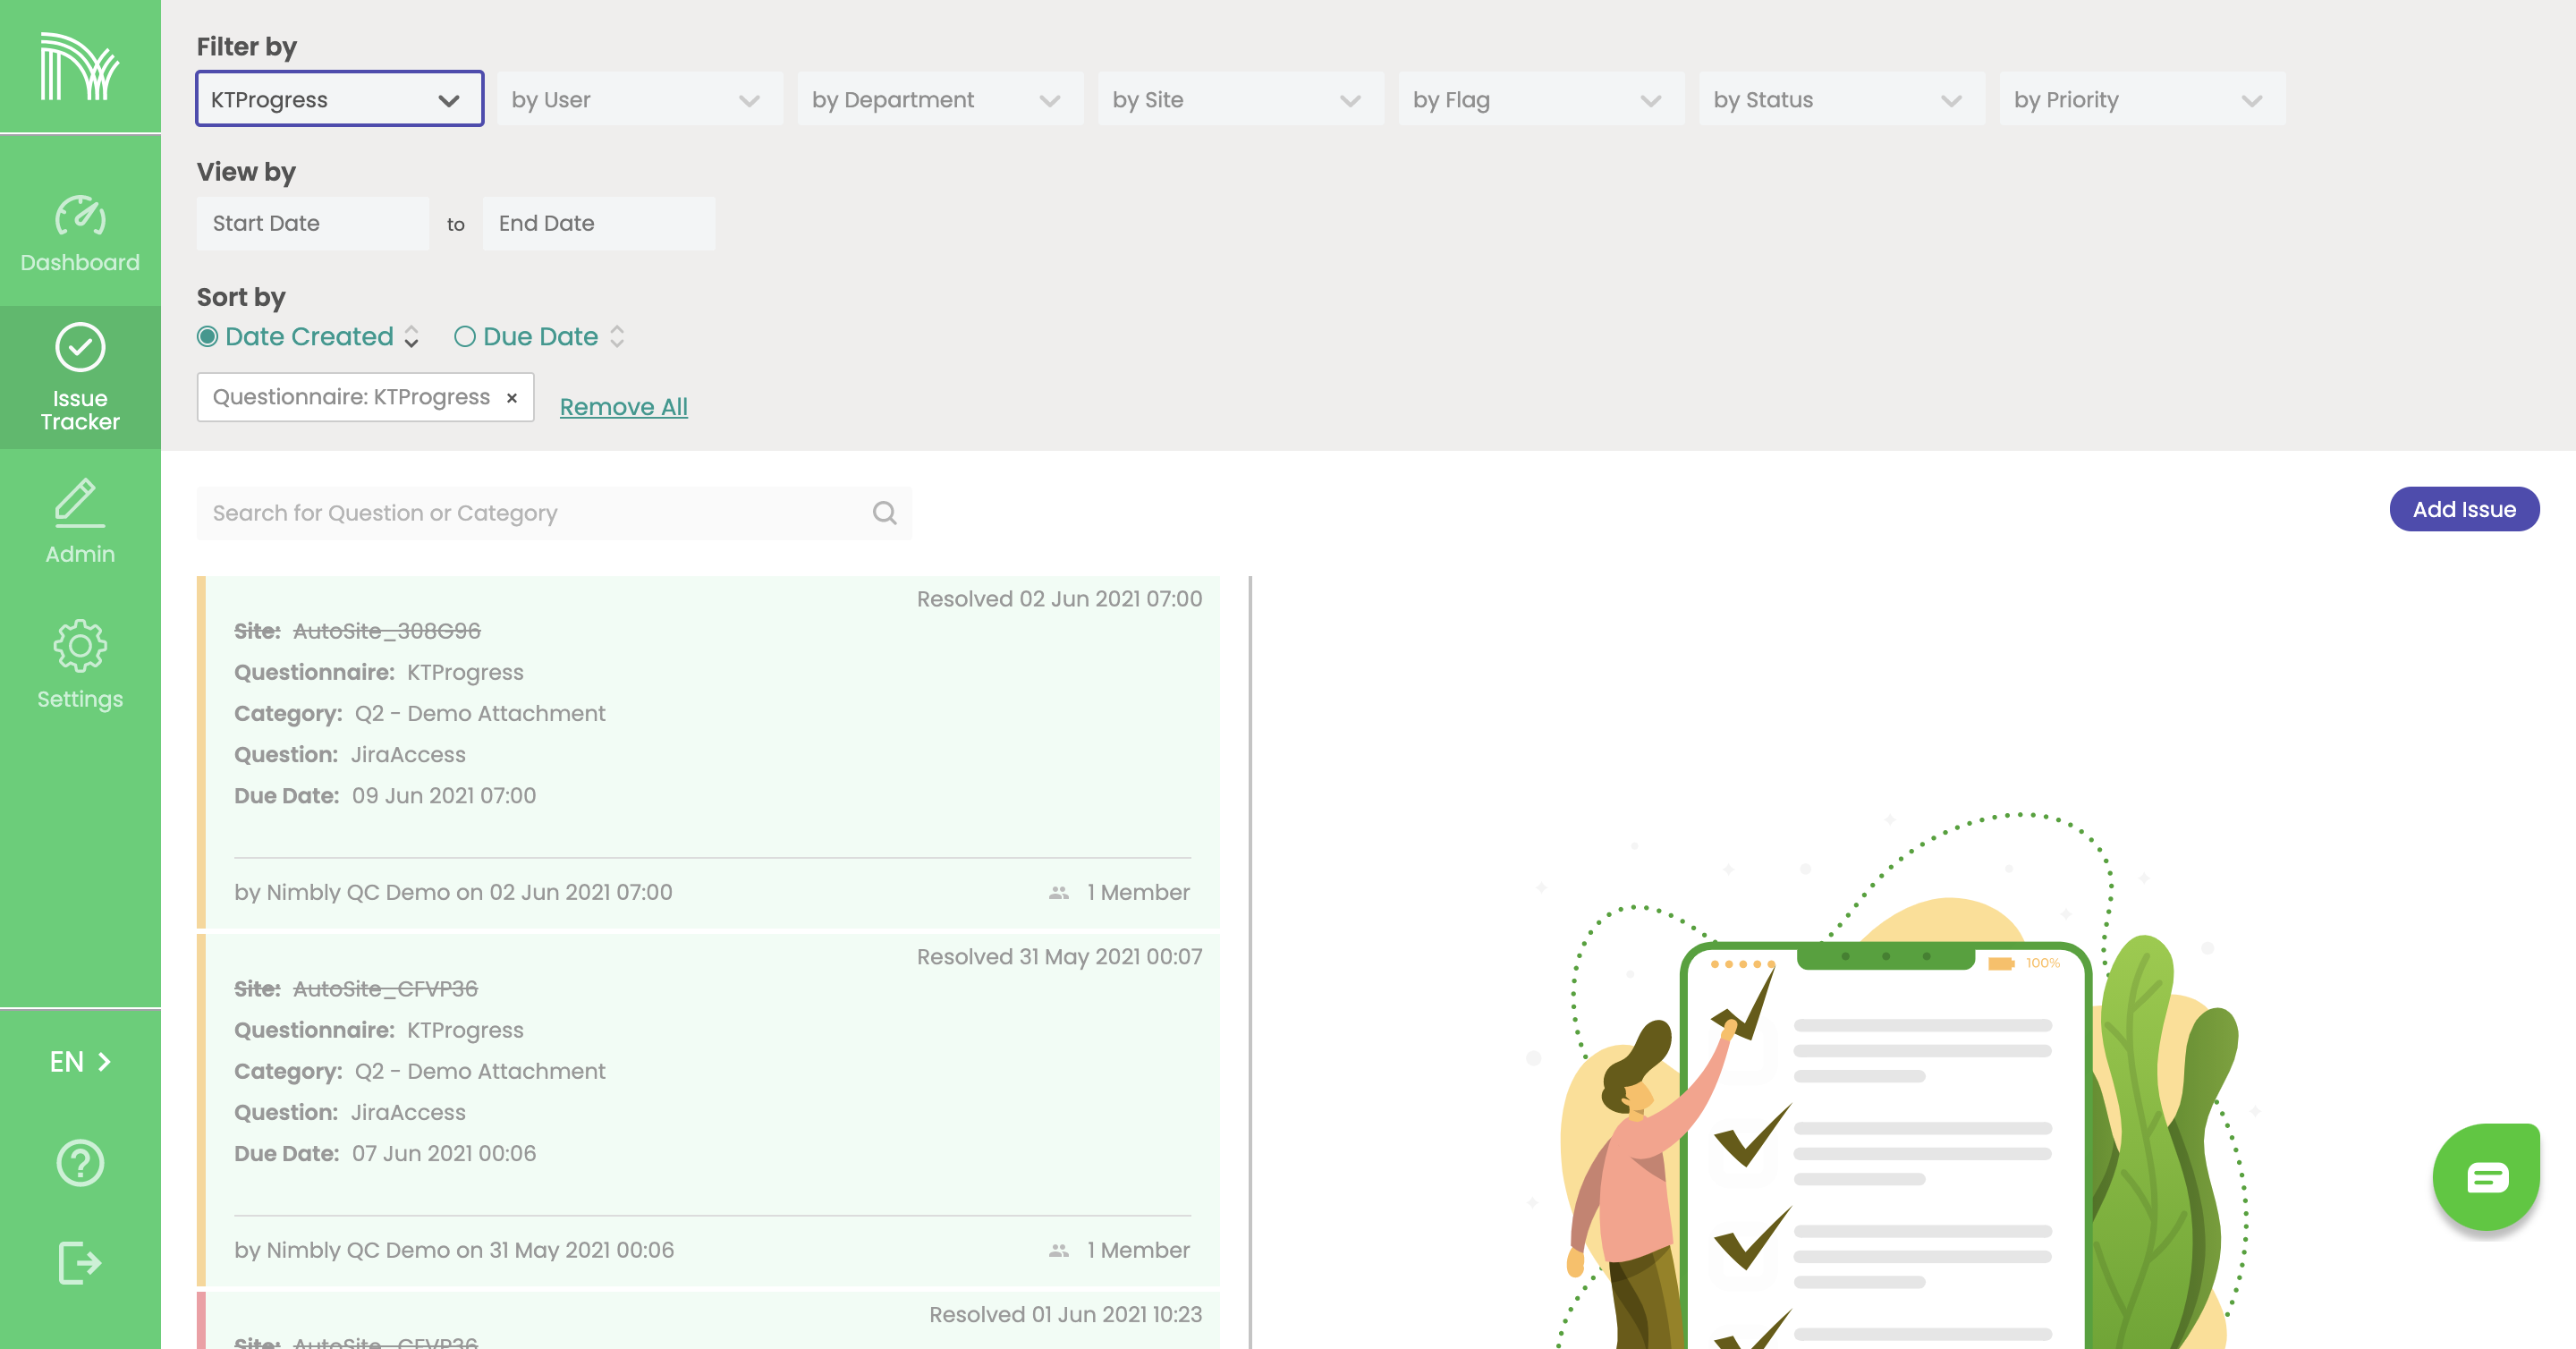 Filter by
KTProgress
by User
by Department
by Site
by Flag
by Status
by Priority
View by
Start Date
to
End Date
Sort by
Date Created
Due Date
Questionnaire: KTProgress ×
Remove All
Dashboard
Issue
Tracker
Admin
Settings
EN
Search for Question or Category
Add Issue
Resolved 02 Jun 2021 07:00
Site: AutoSite_308G96
Questionnaire: KTProgress
Category: Q2 - Demo Attachment
Question: JiraAccess
Due Date: 09 Jun 2021 07:00
by Nimbly QC Demo on 02 Jun 2021 07:00
1 Member
Resolved 31 May 2021 00:07
Site: AutoSite_CFVP36
Questionnaire: KTProgress
Category: Q2 - Demo Attachment
Question: JiraAccess
Due Date: 07 Jun 2021 00:06
by Nimbly QC Demo on 31 May 2021 00:06
1 Member
Resolved 01 Jun 2021 10:23
Site: AutoSite_CFVP36
100%